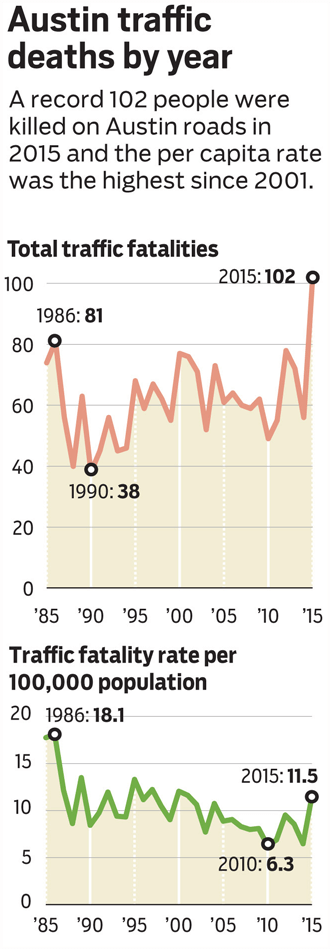 Austin traffic
deaths by year
A record 102 people were
killed on Austin roads in
2015 and the per capita rate
was the highest since 2001.
Total traffic fatalities
2015: 102
100
1986: 81
80
60
40
1990: 38
20
0
'85 '90 '95 '00 '05 '10 '15
Traffic fatality rate per
100,000 population
20 1986: 18.1
15
2015: 11.5
10
5
2010: 6.3
0
'85 '90 '95 '00 '05 '10 '15